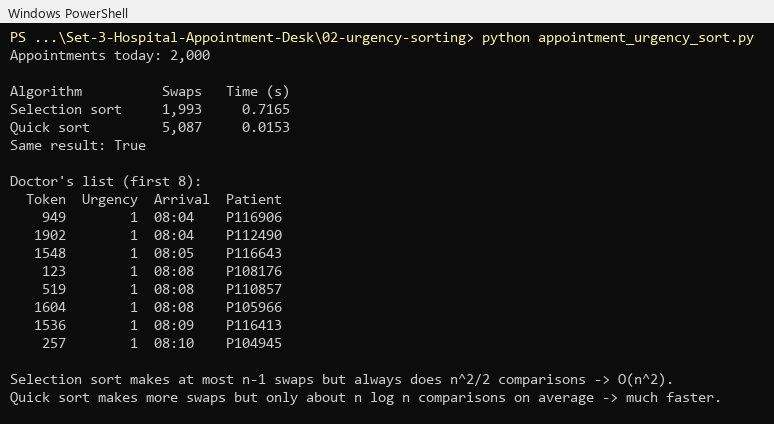 Windows PowerShell
PS ...\Set-3-Hospital-Appointment-Desk\02-urgency-sorting> python appointment_urgency_sort.py
Appointments today: 2,000
Algorithm Swaps Time (s)
Selection sort 1,993 0.7165
Quick sort 5,087 0.0153
Same result: True
Doctor's list (first 8):
Token Urgency Arrival Patient
949 1 08:04 P116906
1902 1 08:04 P112490
1548 1 08:05 P116643
123 1 08:08 P108176
519 1 08:08 P110857
1604 1 08:08 P105966
1536 1 08:09 P116413
257 1 08:10 P104945
Selection sort makes at most n-1 swaps but always does n^2/2 comparisons -> O(n^2).
Quick sort makes more swaps but only about n log n comparisons on average -> much faster.